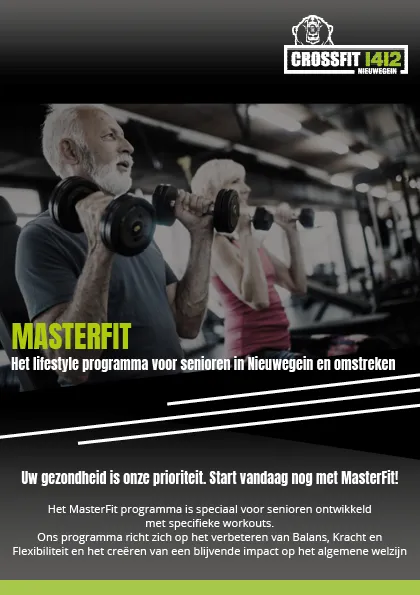 CROSSFIT 1412
NIEUWEGEIN
MASTERFIT
Het lifestyle programma voor senioren in Nieuwegein en omstreken
Uw gezondheid is onze prioriteit. Start vandaag nog met MasterFit!
Het MasterFit programma is speciaal voor senioren ontwikkeld
met specifieke workouts.
Ons programma richt zich op het verbeteren van Balans, Kracht en
Flexibiliteit en het creëren van een blijvende impact op het algemene welzijn